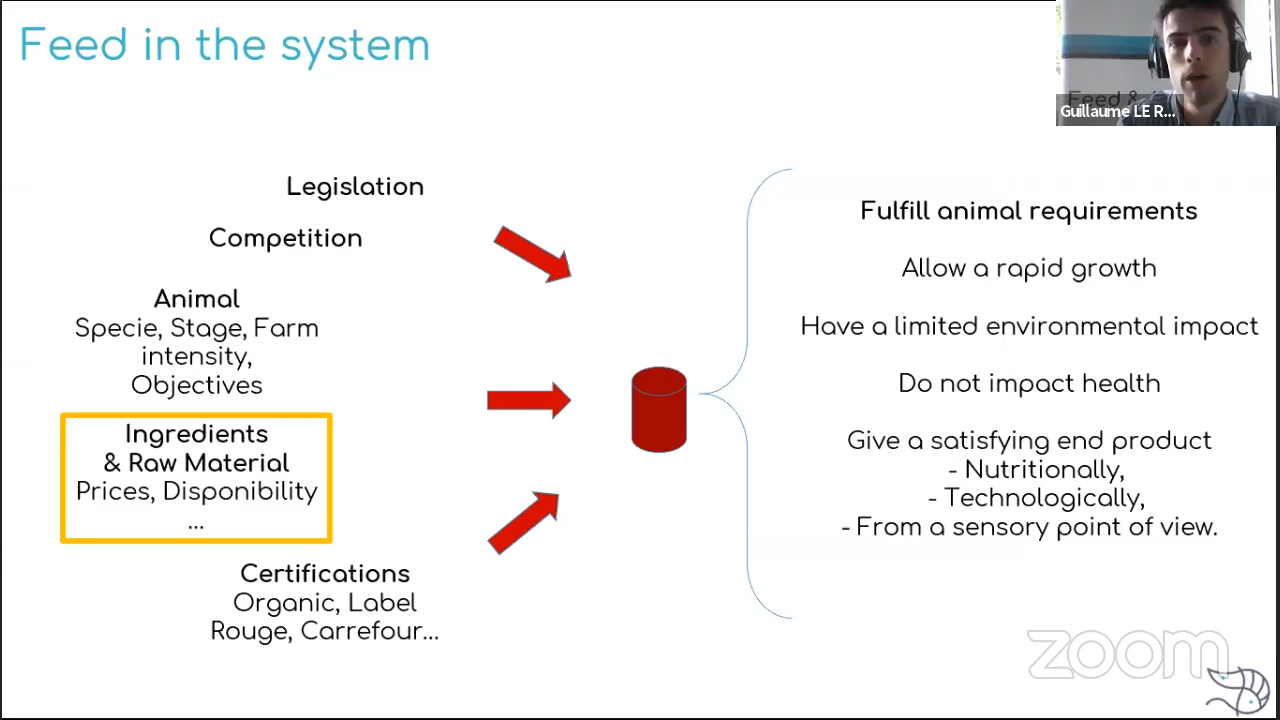 Feed in the system
Feed &
Guillaume LE R...
Legislation
Competition
Animal
Specie, Stage, Farm
intensity,
Objectives
Ingredients
& Raw Material
Prices, Disponibility
...
Certifications
Organic, Label
Rouge, Carrefour...
Fulfill animal requirements
Allow a rapid growth
Have a limited environmental impact
Do not impact health
Give a satisfying end product
- Nutritionally,
- Technologically,
- From a sensory point of view.
zoom